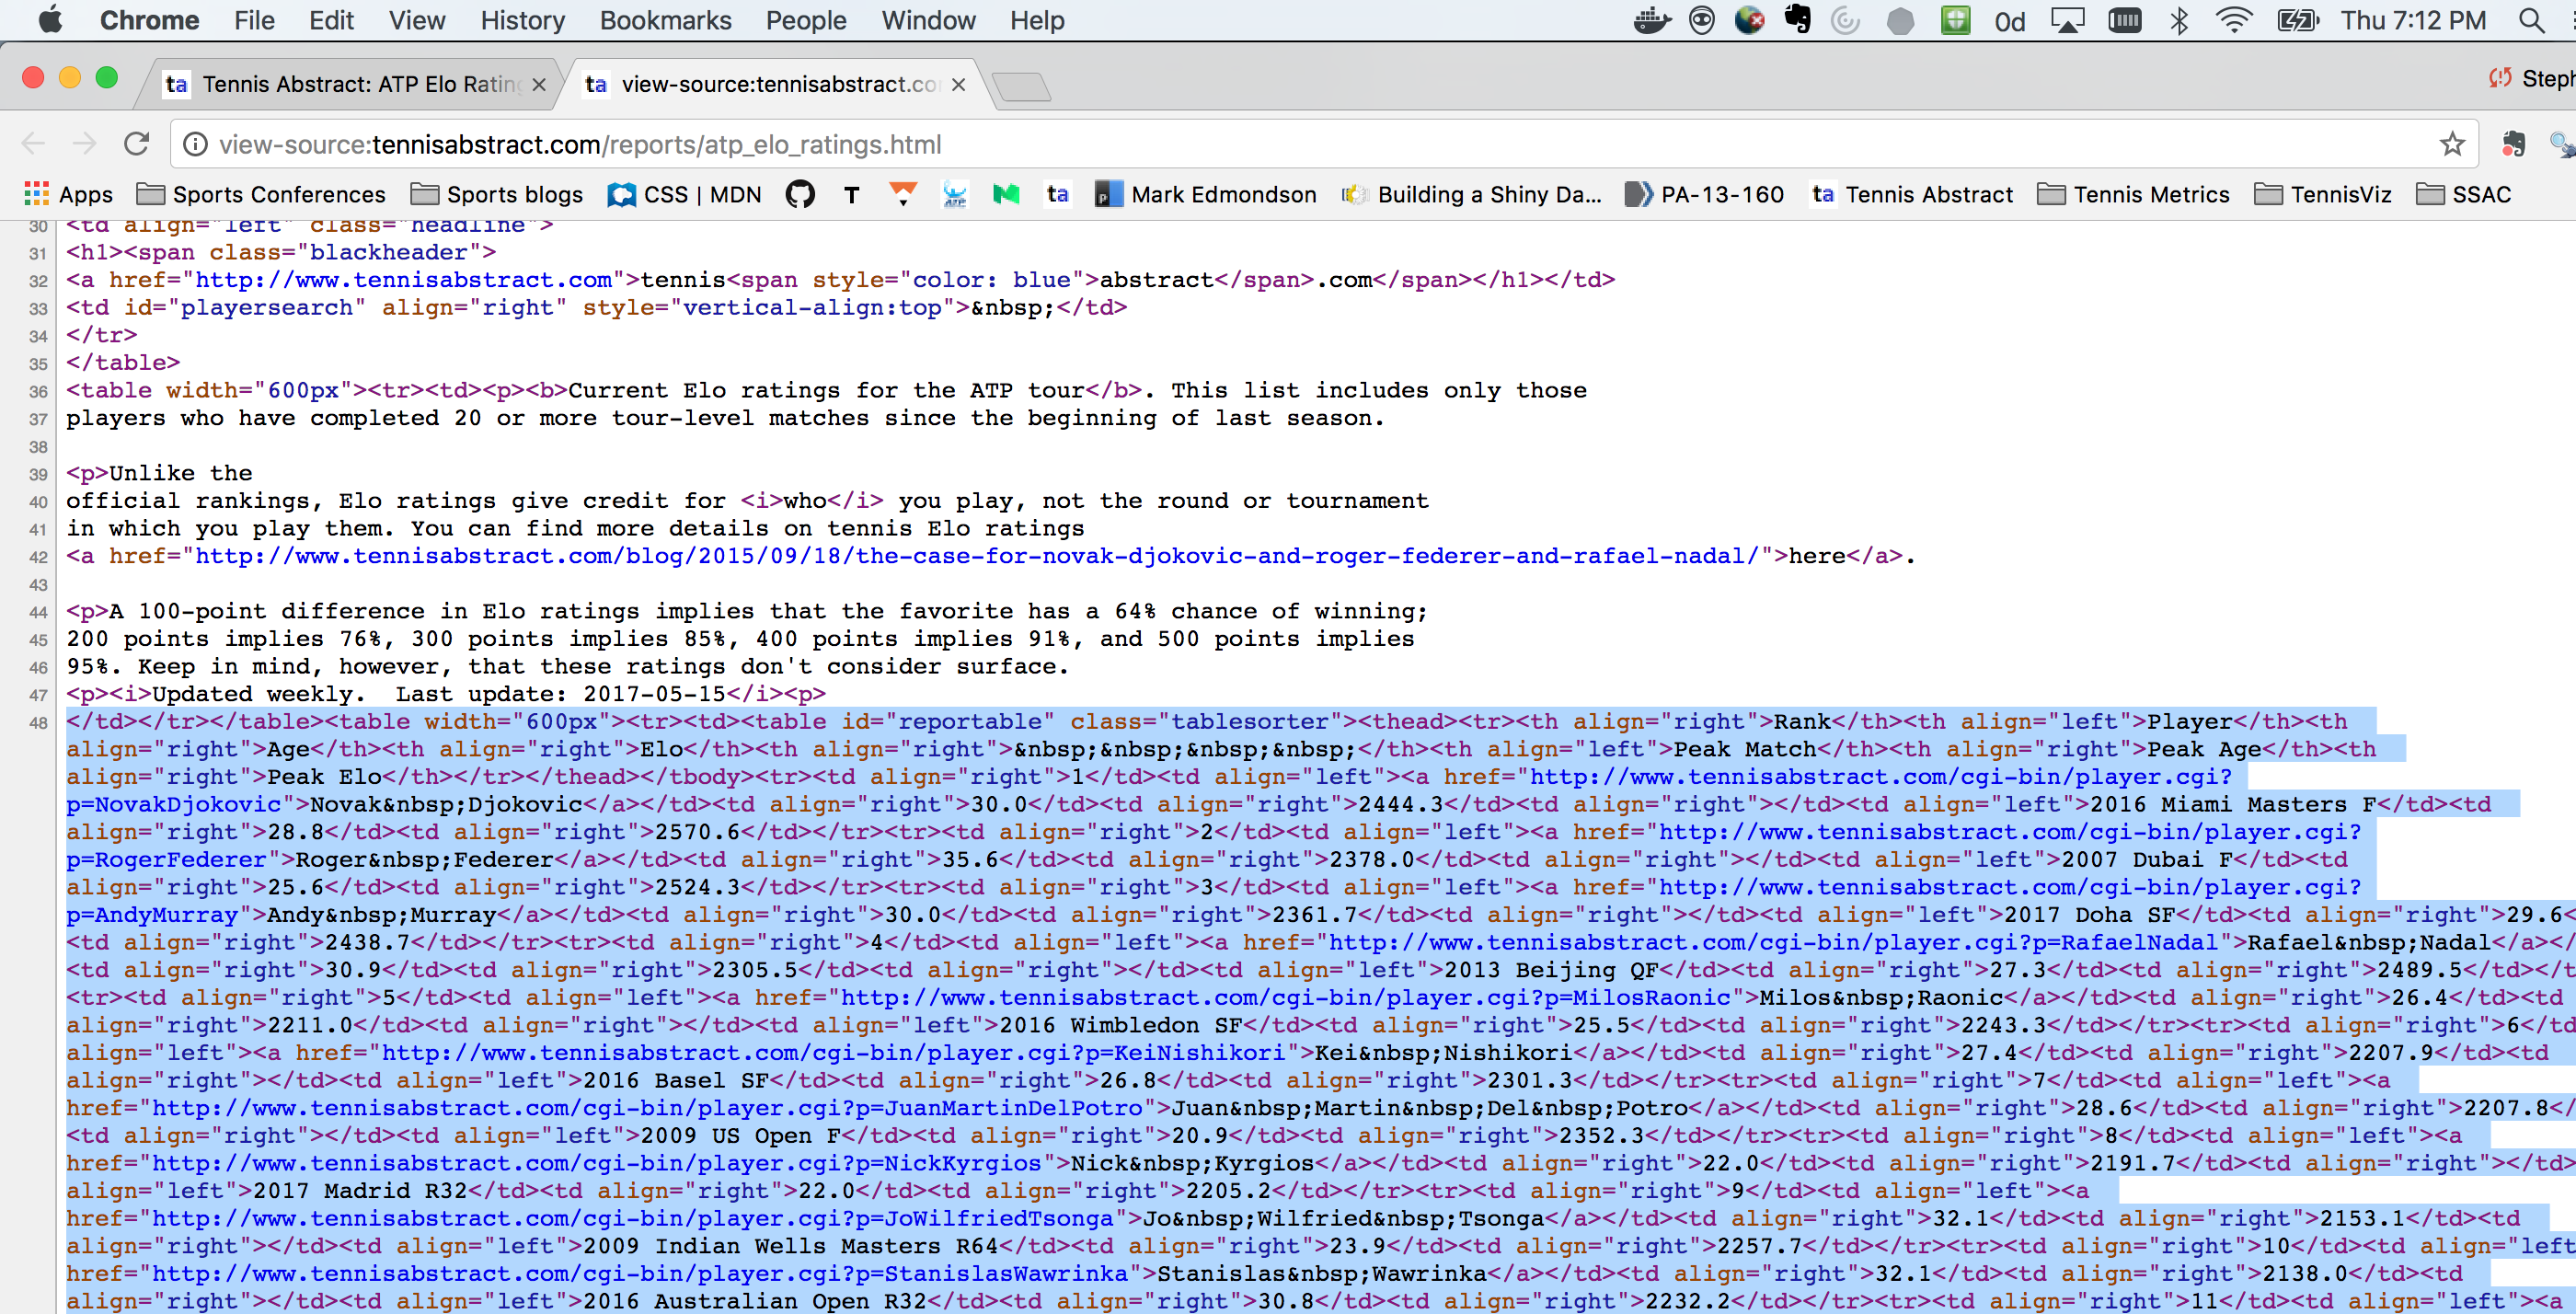 Chrome File Edit View History Bookmarks People Window Help 0d Thu 7:12 PM
ta Tennis Abstract: ATP Elo Rating ta view-source:tennisabstract.co Steph
view-source:tennisabstract.com/reports/atp_elo_ratings.html
Apps Sports Conferences Sports blogs CSS | MDN T ta Mark Edmondson Building a Shiny Da... PA-13-160 ta Tennis Abstract Tennis Metrics TennisViz SSAC
30 <td align="left" class="headline">
31 <h1><span class="blackheader">
32 <a href="http://www.tennisabstract.com">tennis<span style="color: blue">abstract</span>.com</span></h1></td>
33 <td id="playersearch" align="right" style="vertical-align:top">&nbsp;</td>
34 </tr>
35 </table>
36 <table width="600px"><tr><td><p><b>Current Elo ratings for the ATP tour</b>. This list includes only those
37 players who have completed 20 or more tour-level matches since the beginning of last season.
38
39 <p>Unlike the
40 official rankings, Elo ratings give credit for <i>who</i> you play, not the round or tournament
41 in which you play them. You can find more details on tennis Elo ratings
42 <a href="http://www.tennisabstract.com/blog/2015/09/18/the-case-for-novak-djokovic-and-roger-federer-and-rafael-nadal/">here</a>.
43
44 <p>A 100-point difference in Elo ratings implies that the favorite has a 64% chance of winning;
45 200 points implies 76%, 300 points implies 85%, 400 points implies 91%, and 500 points implies
46 95%. Keep in mind, however, that these ratings don't consider surface.
47 <p><i>Updated weekly.  Last update: 2017-05-15</i><p>
48 </td></tr></table><table width="600px"><tr><td><table id="reportable" class="tablesorter"><thead><tr><th align="right">Rank</th><th align="left">Player</th><th
align="right">Age</th><th align="right">Elo</th><th align="right">&nbsp;&nbsp;&nbsp;&nbsp;</th><th align="left">Peak Match</th><th align="right">Peak Age</th><th
align="right">Peak Elo</th></tr></thead></tbody><tr><td align="right">1</td><td align="left"><a href="http://www.tennisabstract.com/cgi-bin/player.cgi?
p=NovakDjokovic">Novak&nbsp;Djokovic</a></td><td align="right">30.0</td><td align="right">2444.3</td><td align="right"></td><td align="left">2016 Miami Masters F</td><td
align="right">28.8</td><td align="right">2570.6</td></tr><tr><td align="right">2</td><td align="left"><a href="http://www.tennisabstract.com/cgi-bin/player.cgi?
p=RogerFederer">Roger&nbsp;Federer</a></td><td align="right">35.6</td><td align="right">2378.0</td><td align="right"></td><td align="left">2007 Dubai F</td><td
align="right">25.6</td><td align="right">2524.3</td></tr><tr><td align="right">3</td><td align="left"><a href="http://www.tennisabstract.com/cgi-bin/player.cgi?
p=AndyMurray">Andy&nbsp;Murray</a></td><td align="right">30.0</td><td align="right">2361.7</td><td align="right"></td><td align="left">2017 Doha SF</td><td align="right">29.6<
<td align="right">2438.7</td></tr><tr><td align="right">4</td><td align="left"><a href="http://www.tennisabstract.com/cgi-bin/player.cgi?p=RafaelNadal">Rafael&nbsp;Nadal</a></
<td align="right">30.9</td><td align="right">2305.5</td><td align="right"></td><td align="left">2013 Beijing QF</td><td align="right">27.3</td><td align="right">2489.5</td></t
<tr><td align="right">5</td><td align="left"><a href="http://www.tennisabstract.com/cgi-bin/player.cgi?p=MilosRaonic">Milos&nbsp;Raonic</a></td><td align="right">26.4</td><td
align="right">2211.0</td><td align="right"></td><td align="left">2016 Wimbledon SF</td><td align="right">25.5</td><td align="right">2243.3</td></tr><tr><td align="right">6</td
align="left"><a href="http://www.tennisabstract.com/cgi-bin/player.cgi?p=KeiNishikori">Kei&nbsp;Nishikori</a></td><td align="right">27.4</td><td align="right">2207.9</td><td
align="right"></td><td align="left">2016 Basel SF</td><td align="right">26.8</td><td align="right">2301.3</td></tr><tr><td align="right">7</td><td align="left"><a
href="http://www.tennisabstract.com/cgi-bin/player.cgi?p=JuanMartinDelPotro">Juan&nbsp;Martin&nbsp;Del&nbsp;Potro</a></td><td align="right">28.6</td><td align="right">2207.8</
<td align="right"></td><td align="left">2009 US Open F</td><td align="right">20.9</td><td align="right">2352.3</td></tr><tr><td align="right">8</td><td align="left"><a
href="http://www.tennisabstract.com/cgi-bin/player.cgi?p=NickKyrgios">Nick&nbsp;Kyrgios</a></td><td align="right">22.0</td><td align="right">2191.7</td><td align="right"></td>
align="left">2017 Madrid R32</td><td align="right">22.0</td><td align="right">2205.2</td></tr><tr><td align="right">9</td><td align="left"><a
href="http://www.tennisabstract.com/cgi-bin/player.cgi?p=JoWilfriedTsonga">Jo&nbsp;Wilfried&nbsp;Tsonga</a></td><td align="right">32.1</td><td align="right">2153.1</td><td
align="right"></td><td align="left">2009 Indian Wells Masters R64</td><td align="right">23.9</td><td align="right">2257.7</td></tr><tr><td align="right">10</td><td align="left
href="http://www.tennisabstract.com/cgi-bin/player.cgi?p=StanislasWawrinka">Stanislas&nbsp;Wawrinka</a></td><td align="right">32.1</td><td align="right">2138.0</td><td
align="right"></td><td align="left">2016 Australian Open R32</td><td align="right">30.8</td><td align="right">2232.2</td></tr><tr><td align="right">11</td><td align="left"><a